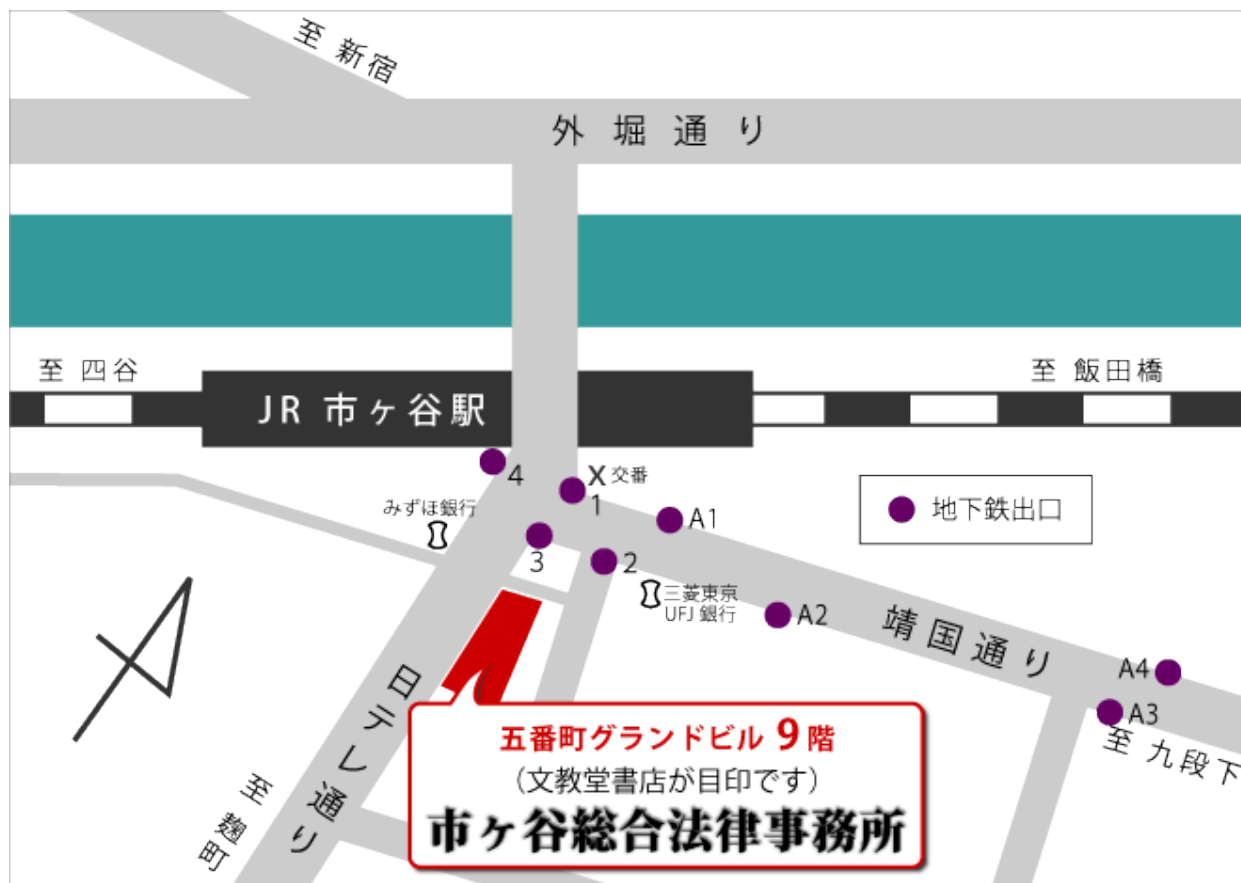 至 新宿
外堀通り
至 四谷
至 飯田橋
JR 市ヶ谷駅
4
X 交番
1
みずほ銀行
A1
地下鉄出口
3
2
三菱東京
UFJ 銀行
A2
靖国通り
A4
A3
至 九段下
日テレ通り
至 麹町
五番町グランドビル 9階
（文教堂書店が目印です）
市ヶ谷総合法律事務所